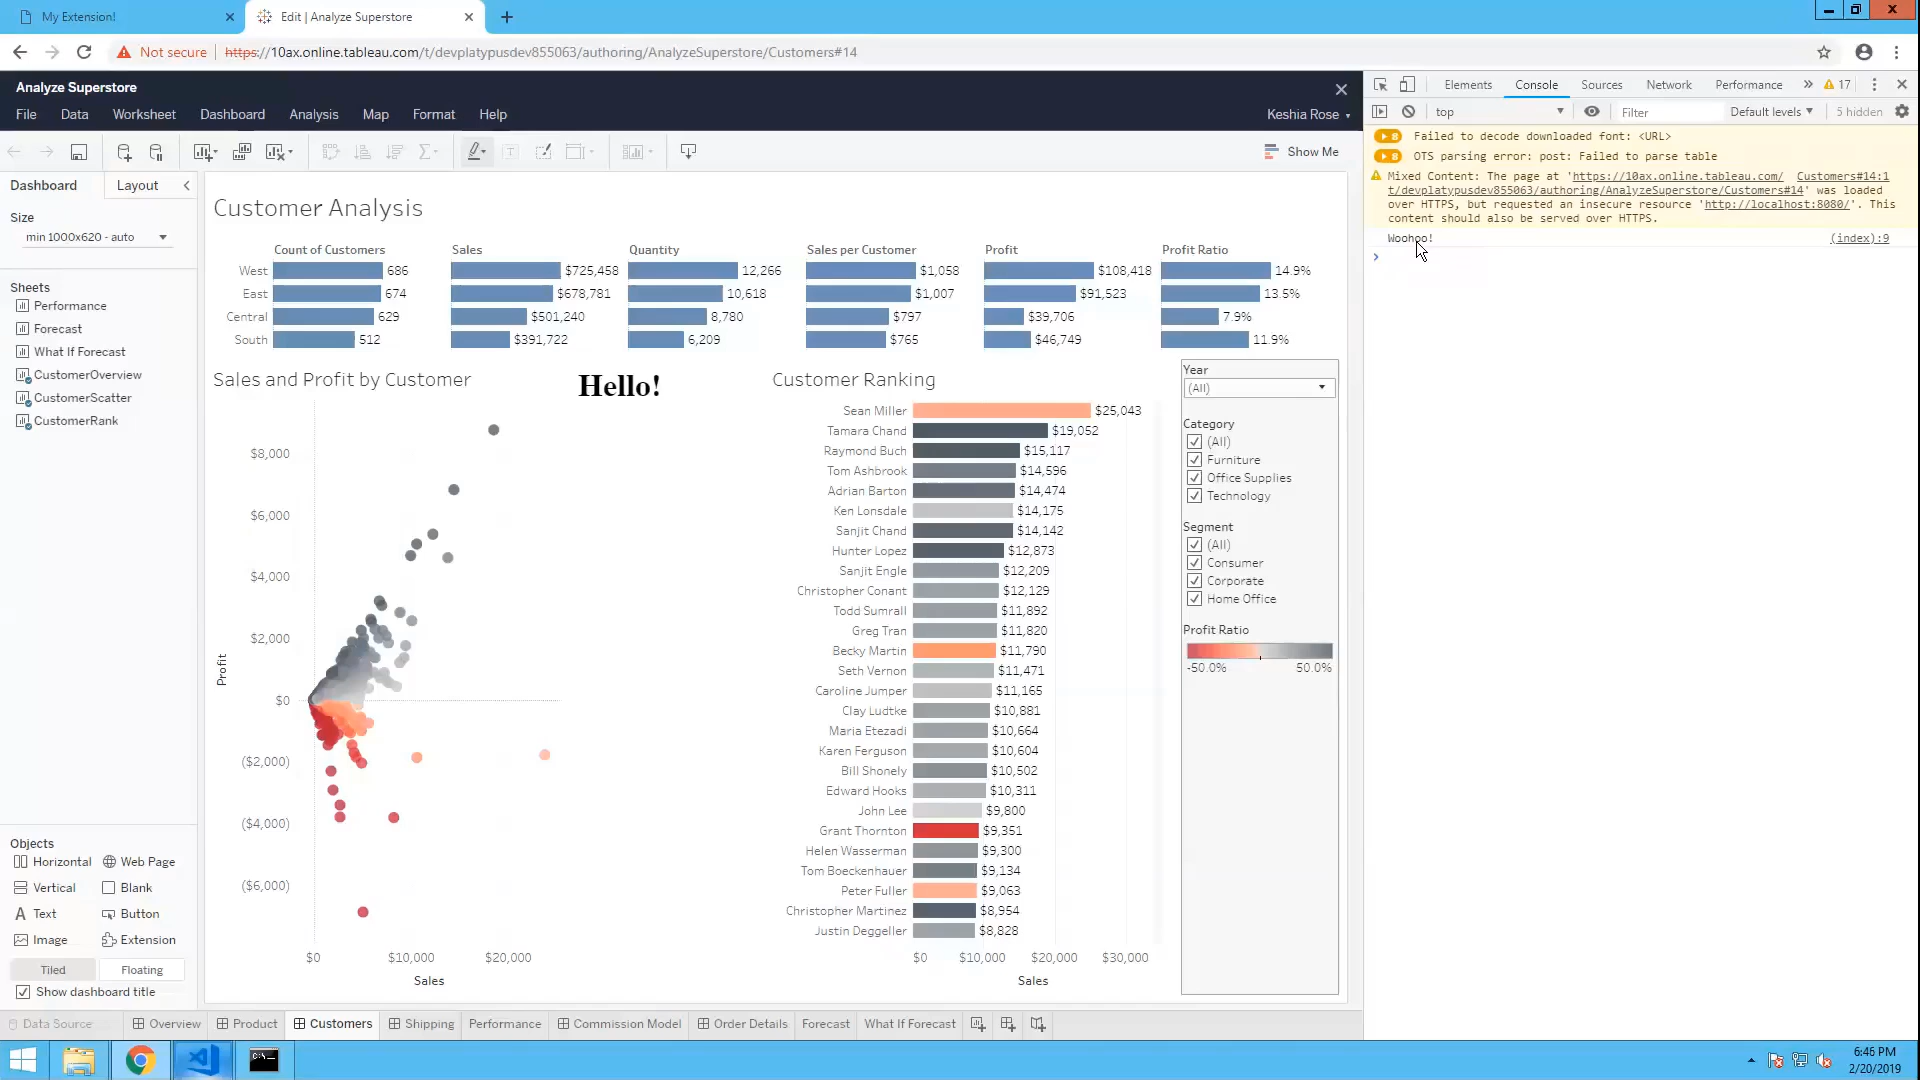 My Extension!
Edit | Analyze Superstore
Not secure
https://10ax.online.tableau.com/t/devplatypusdev855063/authoring/AnalyzeSuperstore/Customers#14
Analyze Superstore
File Data Worksheet Dashboard Analysis Map Format Help
Keshia Rose
Show Me
Dashboard Layout
Size
min 1000x620 - auto
Sheets
Performance
Forecast
What If Forecast
CustomerOverview
CustomerScatter
CustomerRank
Objects
Horizontal Web Page
Vertical Blank
Text Button
Image Extension
Tiled Floating
Show dashboard title
Customer Analysis
Count of Customers Sales Quantity Sales per Customer Profit Profit Ratio
West 686 $725,458 12,266 $1,058 $108,418 14.9%
East 674 $678,781 10,618 $1,007 $91,523 13.5%
Central 629 $501,240 8,780 $797 $39,706 7.9%
South 512 $391,722 6,209 $765 $46,749 11.9%
Sales and Profit by Customer
$8,000
$6,000
$4,000
$2,000
$0
($2,000)
($4,000)
($6,000)
Profit
$0 $10,000 $20,000
Sales
Hello!
Customer Ranking
Sean Miller $25,043
Tamara Chand $19,052
Raymond Buch $15,117
Tom Ashbrook $14,596
Adrian Barton $14,474
Ken Lonsdale $14,175
Sanjit Chand $14,142
Hunter Lopez $12,873
Sanjit Engle $12,209
Christopher Conant $12,129
Todd Sumrall $11,892
Greg Tran $11,820
Becky Martin $11,790
Seth Vernon $11,471
Caroline Jumper $11,165
Clay Ludtke $10,881
Maria Etezadi $10,664
Karen Ferguson $10,604
Bill Shonely $10,502
Edward Hooks $10,311
John Lee $9,800
Grant Thornton $9,351
Helen Wasserman $9,300
Tom Boeckenhauer $9,134
Peter Fuller $9,063
Christopher Martinez $8,954
Justin Deggeller $8,828
$0 $10,000 $20,000 $30,000
Sales
Year
(All)
Category
(All)
Furniture
Office Supplies
Technology
Segment
(All)
Consumer
Corporate
Home Office
Profit Ratio
-50.0% 50.0%
Data Source Overview Product Customers Shipping Performance Commission Model Order Details Forecast What If Forecast
Elements Console Sources Network Performance 17
top Filter Default levels 5 hidden
8 Failed to decode downloaded font: <URL>
8 OTS parsing error: post: Failed to parse table
Mixed Content: The page at 'https://10ax.online.tableau.com/ Customers#14:1
t/devplatypusdev855063/authoring/AnalyzeSuperstore/Customers#14' was loaded
over HTTPS, but requested an insecure resource 'http://localhost:8080/'. This
content should also be served over HTTPS.
Woohoo! (index):9
6:46 PM
2/20/2019